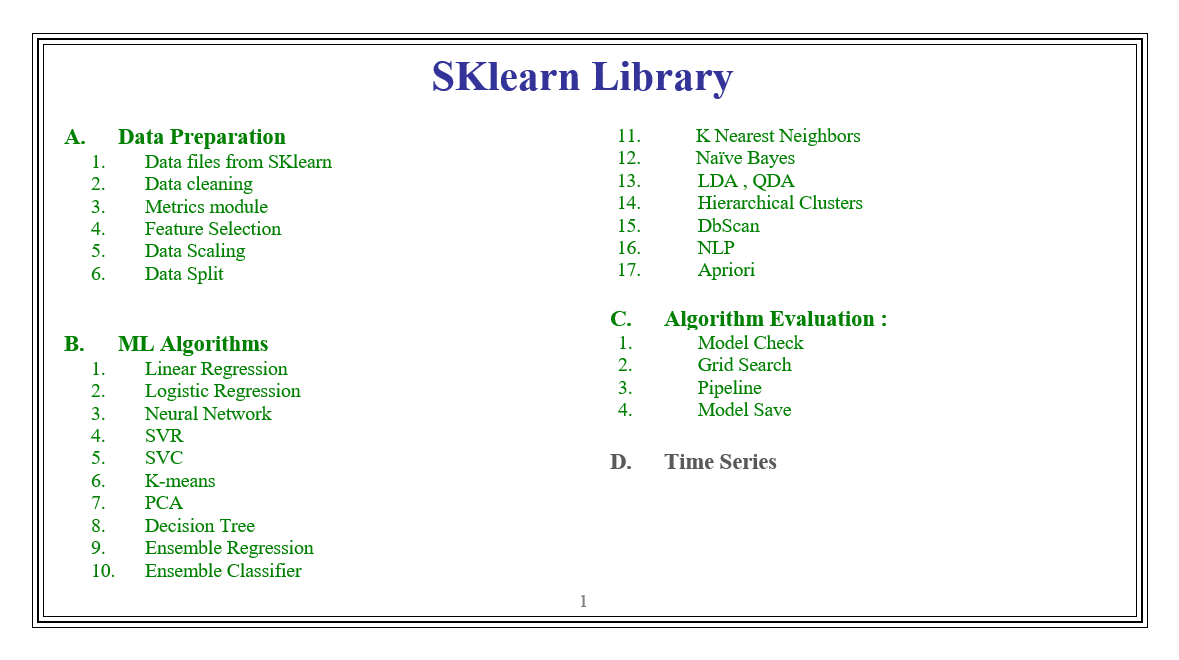 SKlearn Library
A. Data Preparation
1. Data files from SKlearn
2. Data cleaning
3. Metrics module
4. Feature Selection
5. Data Scaling
6. Data Split
B. ML Algorithms
1. Linear Regression
2. Logistic Regression
3. Neural Network
4. SVR
5. SVC
6. K-means
7. PCA
8. Decision Tree
9. Ensemble Regression
10. Ensemble Classifier
11. K Nearest Neighbors
12. Naïve Bayes
13. LDA , QDA
14. Hierarchical Clusters
15. DbScan
16. NLP
17. Apriori
C. Algorithm Evaluation :
1. Model Check
2. Grid Search
3. Pipeline
4. Model Save
D. Time Series
1